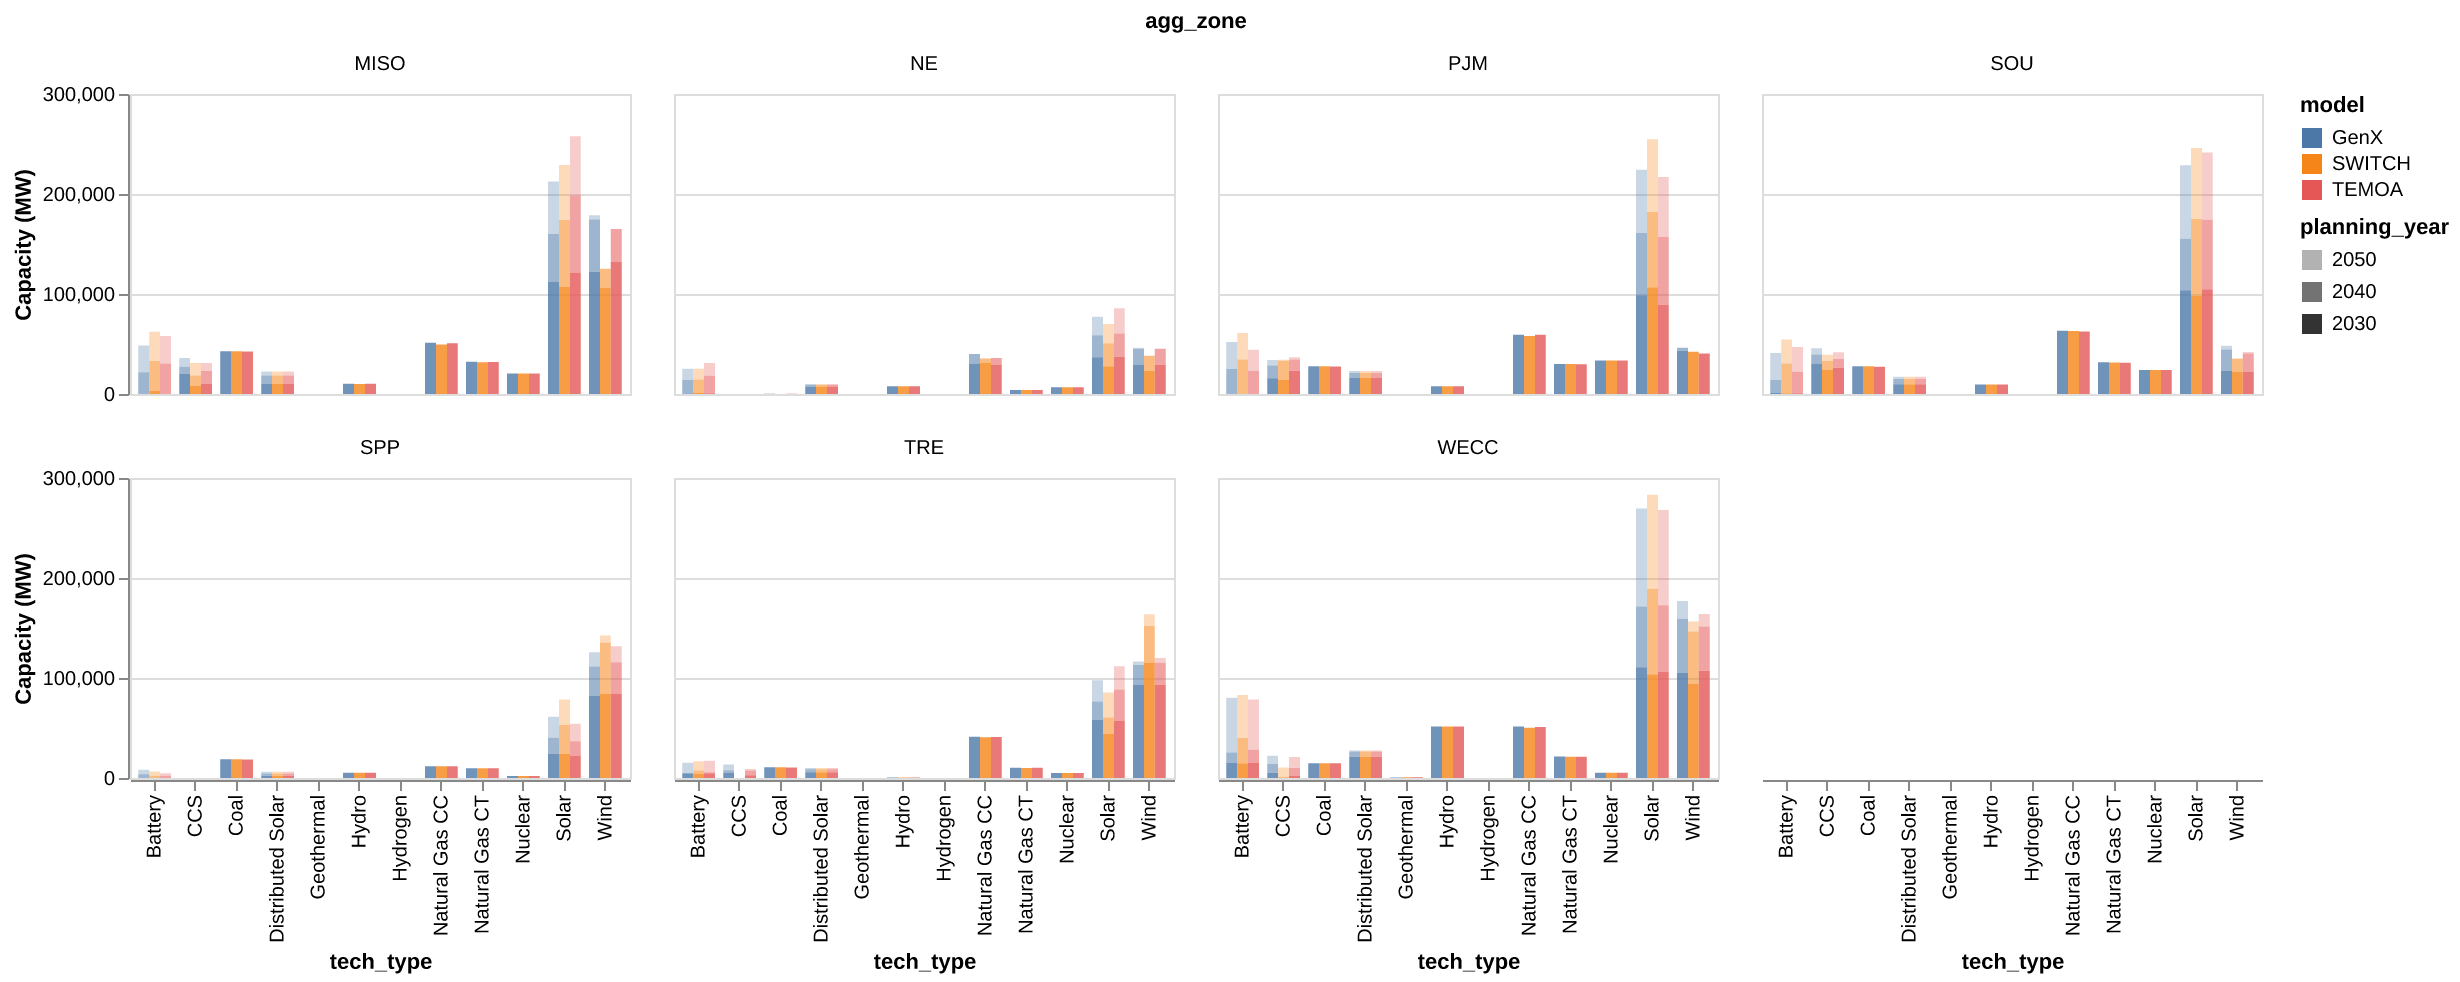 agg_zone
MISO
NE
PJM
SOU
300,000
200,000
100,000
0
Capacity (MW)
model
GenX
SWITCH
TEMOA
planning_year
2050
2040
2030
SPP
TRE
WECC
300,000
200,000
100,000
0
Capacity (MW)
Battery
CCS
Coal
Distributed Solar
Geothermal
Hydro
Hydrogen
Natural Gas CC
Natural Gas CT
Nuclear
Solar
Wind
tech_type
Battery
CCS
Coal
Distributed Solar
Geothermal
Hydro
Hydrogen
Natural Gas CC
Natural Gas CT
Nuclear
Solar
Wind
tech_type
Battery
CCS
Coal
Distributed Solar
Geothermal
Hydro
Hydrogen
Natural Gas CC
Natural Gas CT
Nuclear
Solar
Wind
tech_type
Battery
CCS
Coal
Distributed Solar
Geothermal
Hydro
Hydrogen
Natural Gas CC
Natural Gas CT
Nuclear
Solar
Wind
tech_type